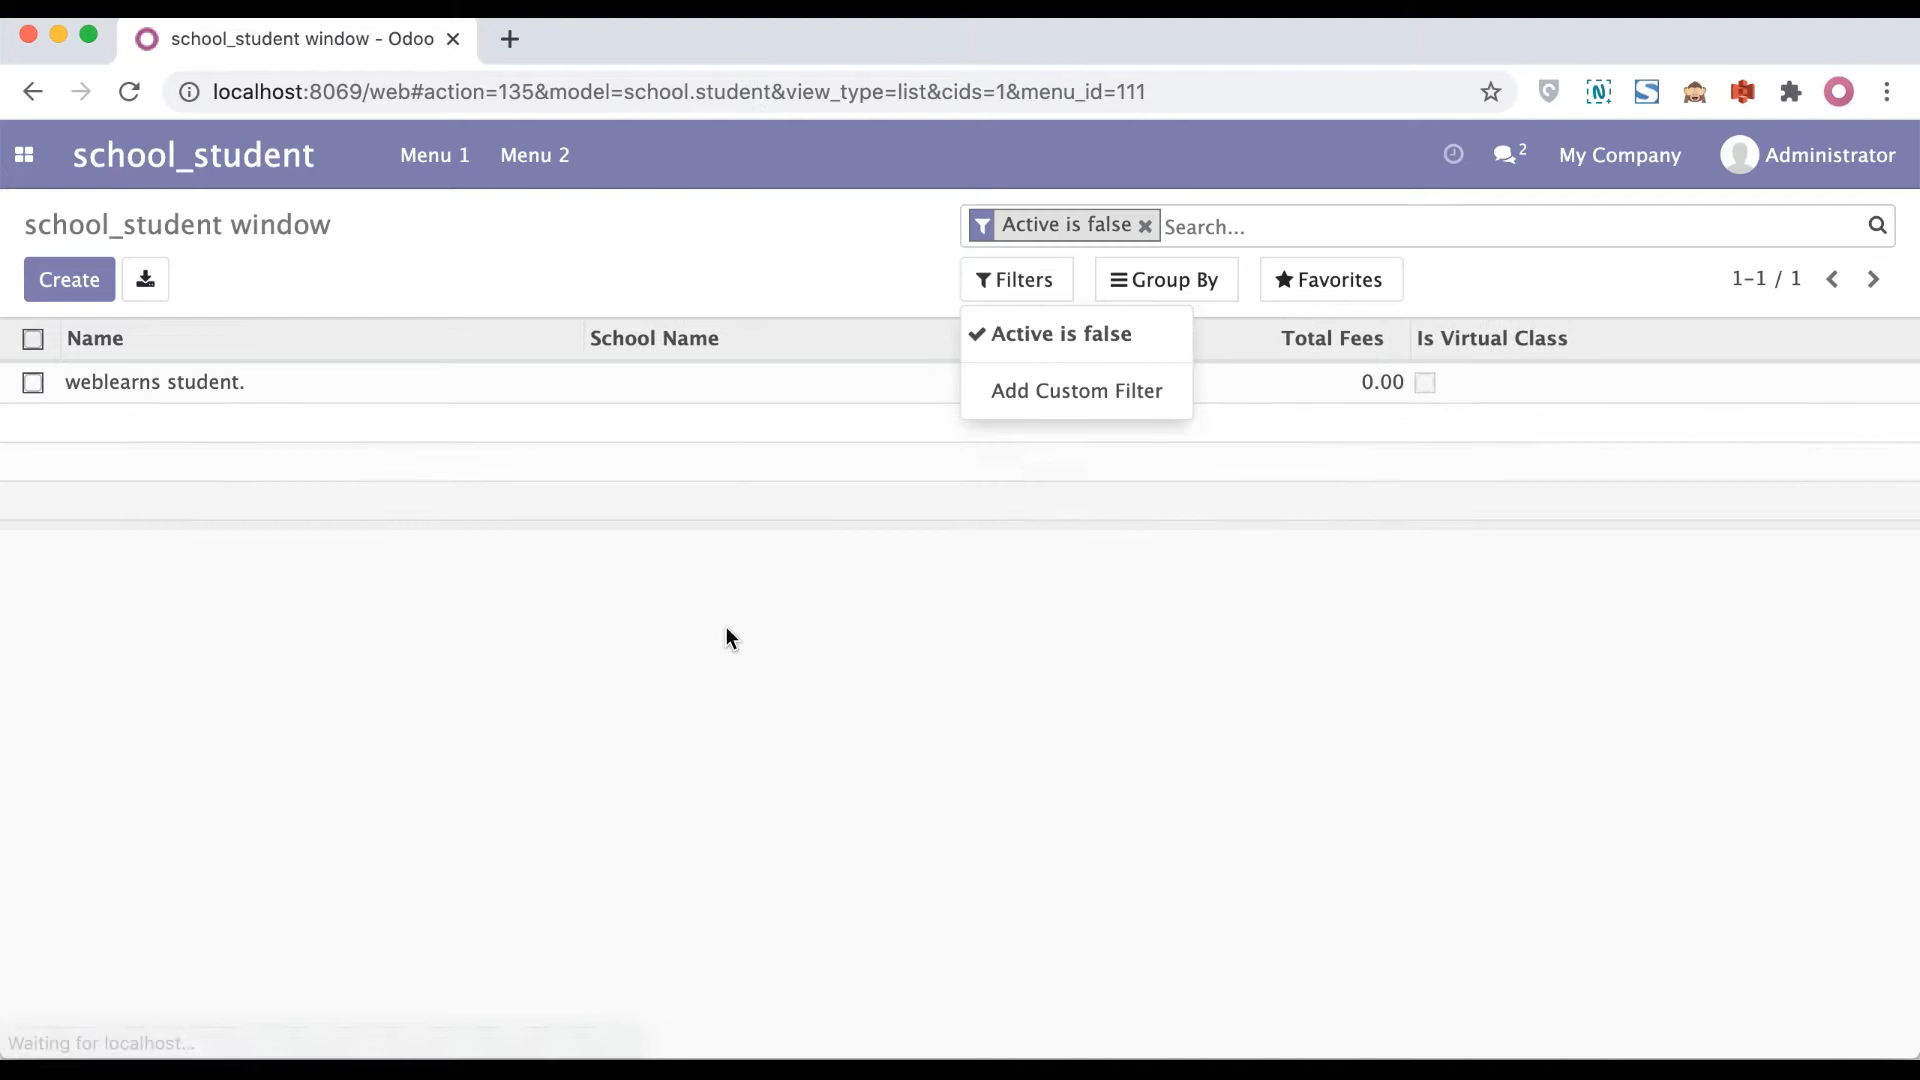 school_student window - Odoo
localhost:8069/web#action=135&model=school.student&view_type=list&cids=1&menu_id=111
school_student Menu 1 Menu 2 2 My Company Administrator
school_student window
Active is false Search...
Create Filters Group By Favorites 1-1 / 1
Name School Name Total Fees Is Virtual Class
Active is false
weblearns student. 0.00
Add Custom Filter
Waiting for localhost...